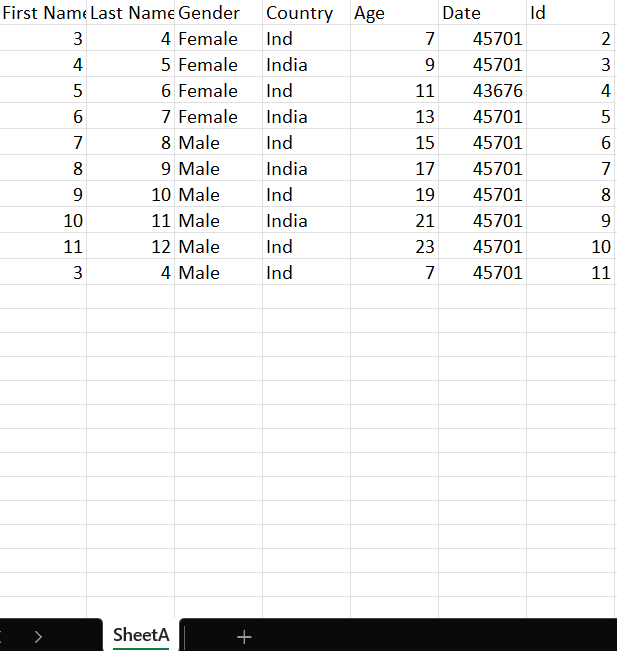 First Name Last Name Gender Country Age Date Id
3 4 Female Ind 7 45701 2
4 5 Female India 9 45701 3
5 6 Female Ind 11 43676 4
6 7 Female India 13 45701 5
7 8 Male Ind 15 45701 6
8 9 Male India 17 45701 7
9 10 Male Ind 19 45701 8
10 11 Male India 21 45701 9
11 12 Male Ind 23 45701 10
3 4 Male Ind 7 45701 11
SheetA